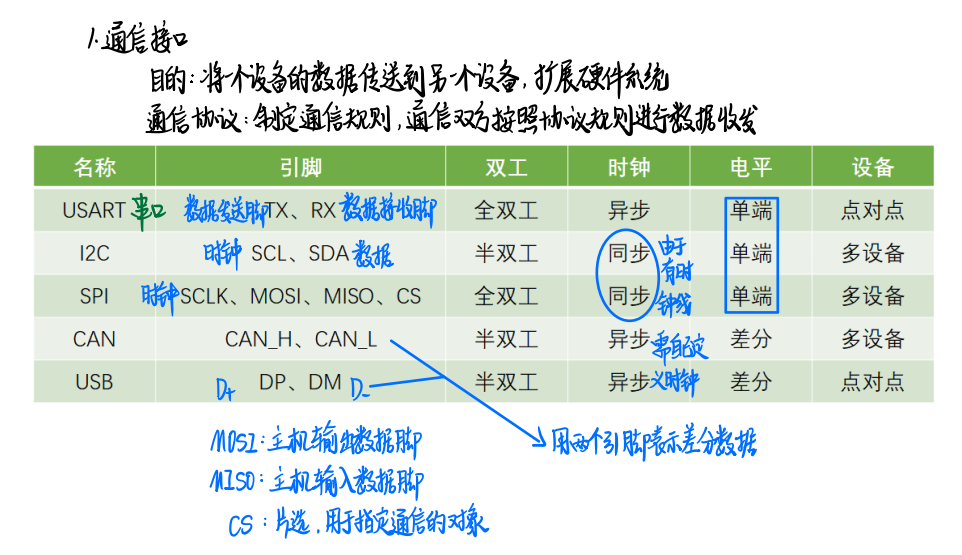 1.通信接口
目的:将一个设备的数据传送到另一个设备,扩展硬件系统
通信协议:制定通信规则,通信双方按照协议规则进行数据收发
名称 引脚 双工 时钟 电平 设备
USART 串口 数据发送脚 TX、RX 数据接收脚 全双工 异步 单端 点对点
I2C 时钟 SCL、SDA 数据 半双工 同步 单端 多设备
SPI 时钟 SCLK、MOSI、MISO、CS 全双工 同步 单端 多设备
由于
有时
钟线
CAN CAN_H、CAN_L 半双工 异步 差分 多设备
USB D+ DP、DM D- 半双工 异步 差分 点对点
需自定
义时钟
MOSI:主机输出数据脚
用两个引脚表示差分数据
MISO:主机输入数据脚
CS:片选,用于指定通信的对象